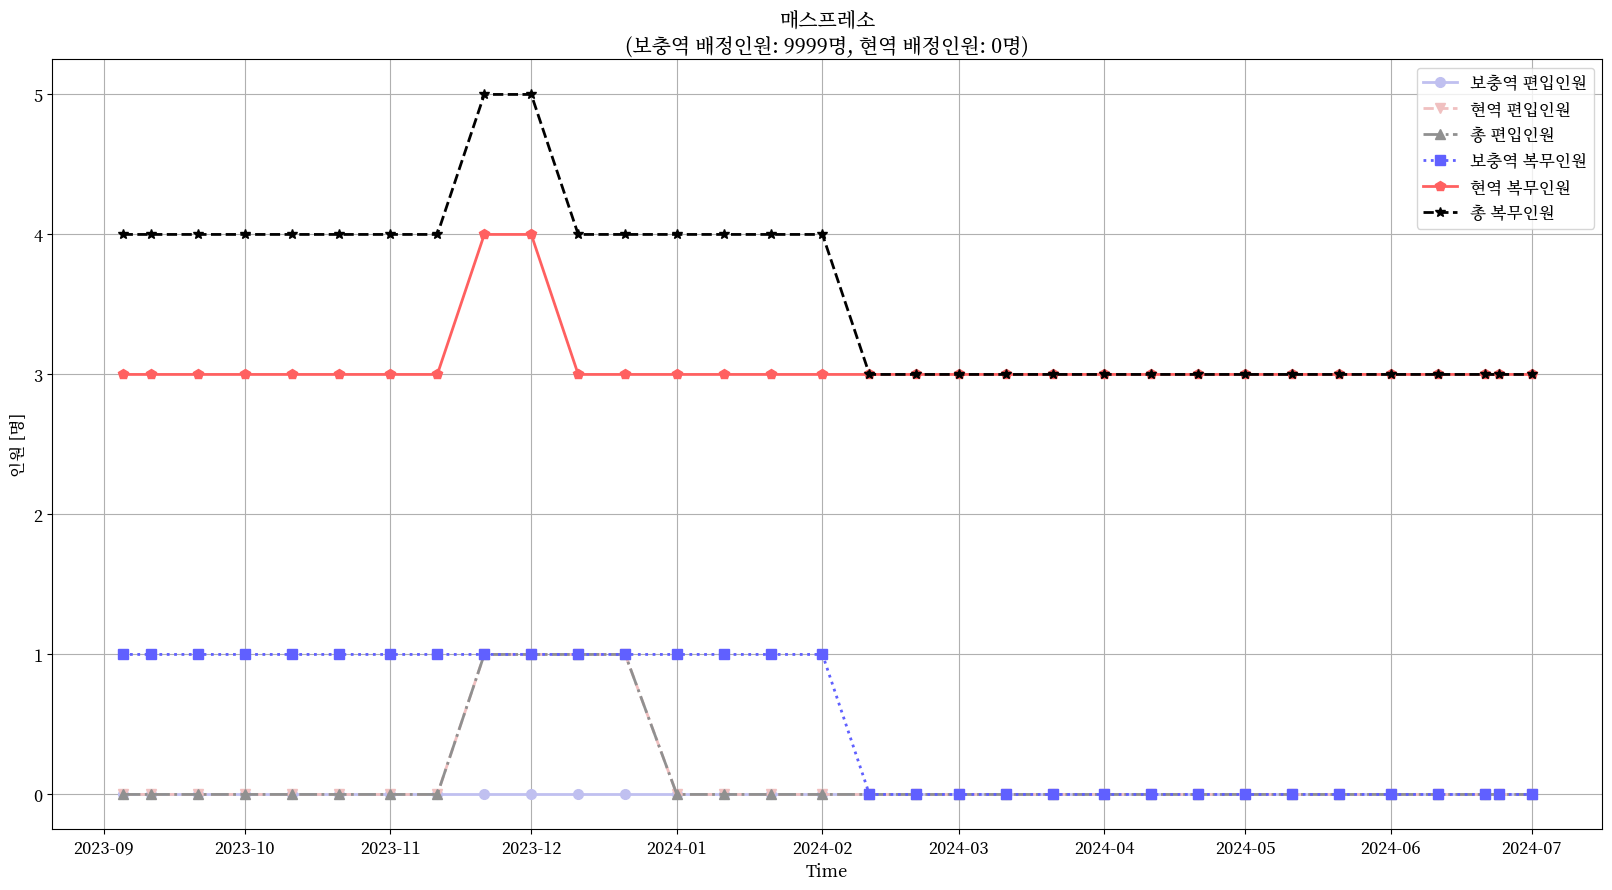 매스프레소
(보충역 배정인원: 9999명, 현역 배정인원: 0명)
보충역 편입인원
현역 편입인원
총 편입인원
보충역 복무인원
현역 복무인원
총 복무인원
인원 [명]
5
4
3
2
1
0
2023-09
2023-10
2023-11
2023-12
2024-01
2024-02
2024-03
2024-04
2024-05
2024-06
2024-07
Time